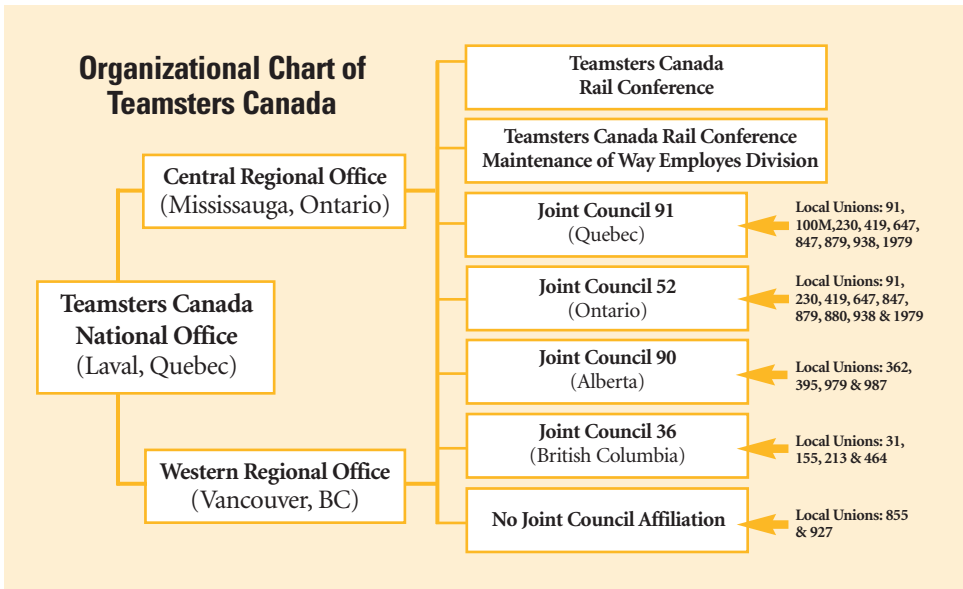 Organizational Chart of
Teamsters Canada
Teamsters Canada
National Office
(Laval, Quebec)
Central Regional Office
(Mississauga, Ontario)
Western Regional Office
(Vancouver, BC)
Teamsters Canada
Rail Conference
Teamsters Canada Rail Conference
Maintenance of Way Employes Division
Joint Council 91
(Quebec)
Local Unions: 91,
100M,230, 419, 647,
847, 879, 938, 1979
Joint Council 52
(Ontario)
Local Unions: 91,
230, 419, 647, 847,
879, 880, 938 & 1979
Joint Council 90
(Alberta)
Local Unions: 362,
395, 979 & 987
Joint Council 36
(British Columbia)
Local Unions: 31,
155, 213 & 464
No Joint Council Affiliation
Local Unions: 855
& 927